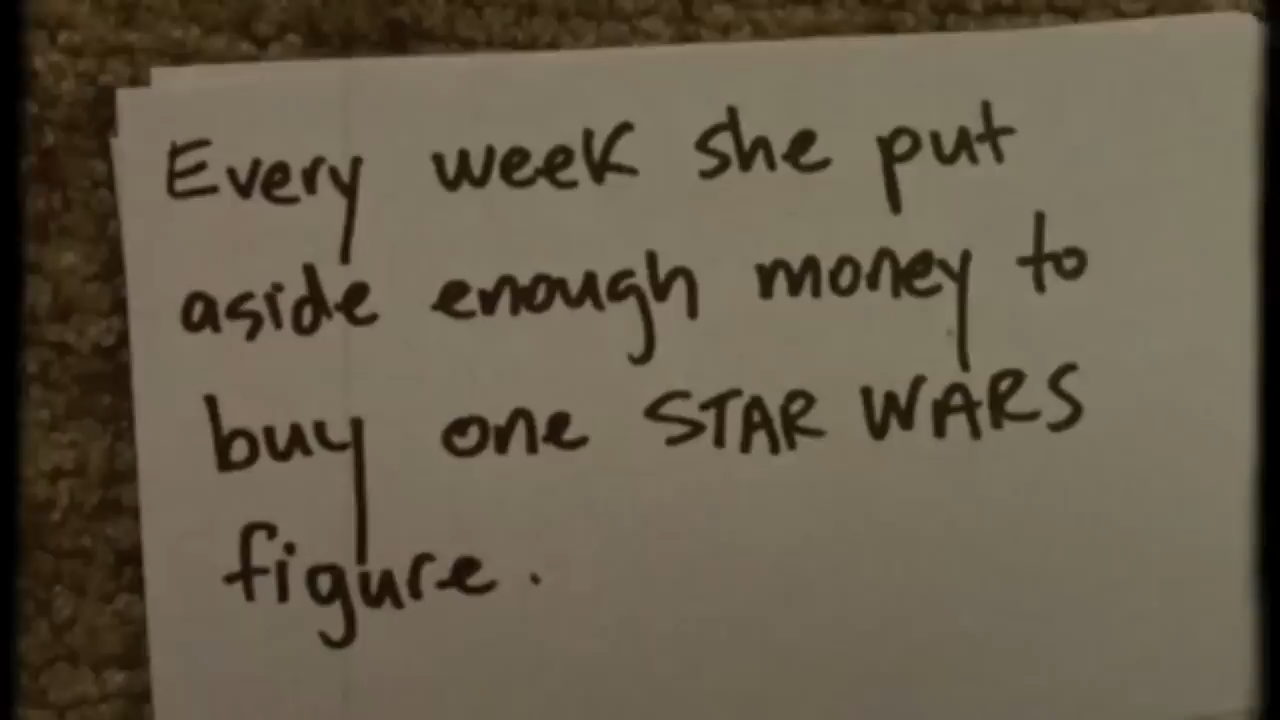 Every week she put
aside enough money to
buy one STAR WARS
figure.